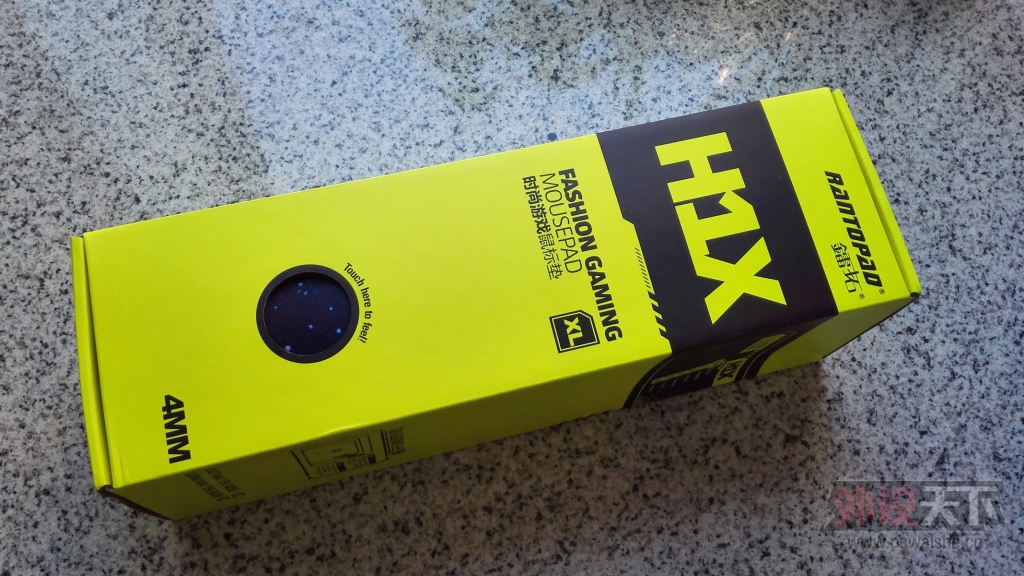 RANTOPAD®
鐳拓®
H1X
FASHION GAMING
MOUSEPAD
时尚游戏鼠标垫
XL
Touch here to feel!
4MM
外设天下